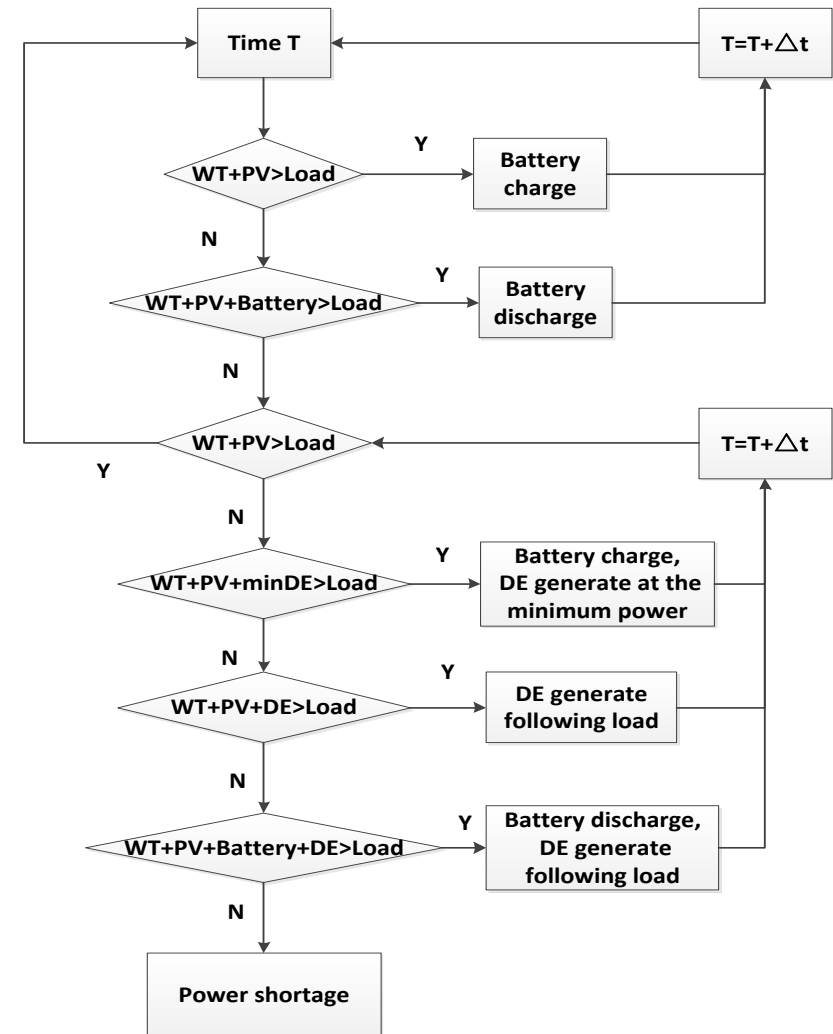 Time T
T=T+△t
WT+PV>Load
Y
Battery
charge
N
WT+PV+Battery>Load
Y
Battery
discharge
N
WT+PV>Load
T=T+△t
Y
N
WT+PV+minDE>Load
Y
Battery charge,
DE generate at the
minimum power
N
WT+PV+DE>Load
Y
DE generate
following load
N
WT+PV+Battery+DE>Load
Y
Battery discharge,
DE generate
following load
N
Power shortage